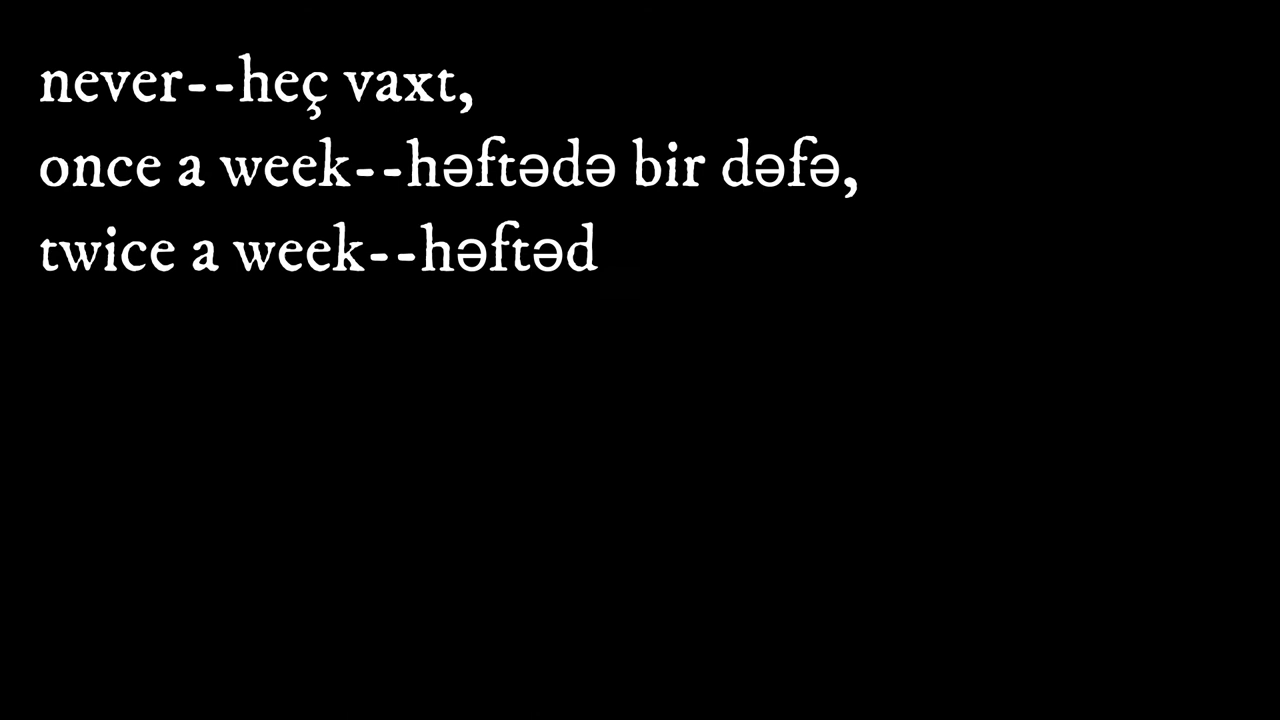 never--heç vaxt,
once a week--həftədə bir dəfə,
twice a week--həftəd